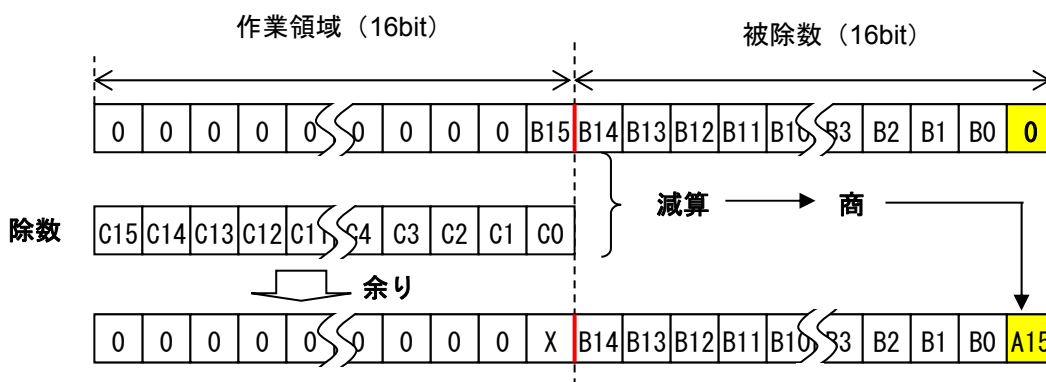 作業領域（16bit） 被除数（16bit）
0 0 0 0 0 0 0 0 0 B15 B14 B13 B12 B11 B10 B3 B2 B1 B0 0
減算 商
除数 C15 C14 C13 C12 C11 C4 C3 C2 C1 C0
余り
0 0 0 0 0 0 0 0 0 X B14 B13 B12 B11 B10 B3 B2 B1 B0 A15